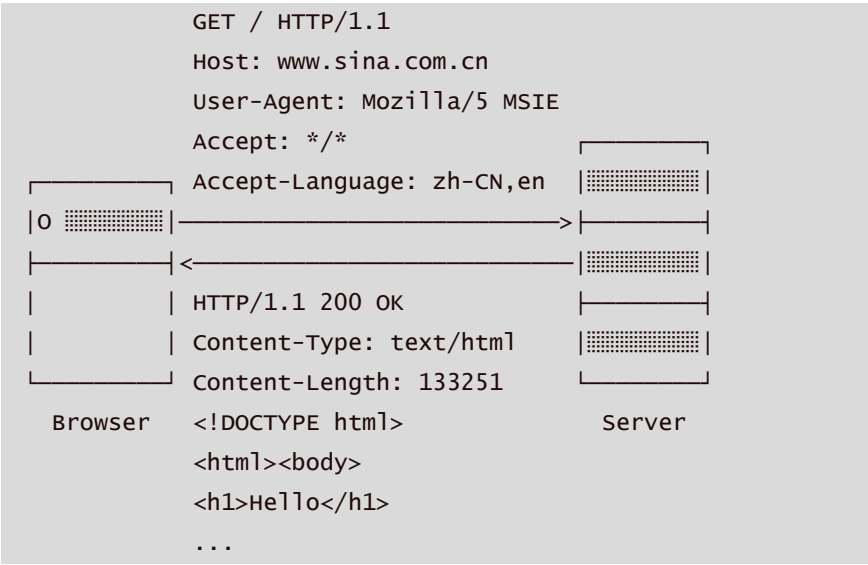 GET / HTTP/1.1
Host: www.sina.com.cn
User-Agent: Mozilla/5 MSIE
Accept: */*
Accept-Language: zh-CN,en
O
HTTP/1.1 200 OK
Content-Type: text/html
Content-Length: 133251
Browser
<!DOCTYPE html>
Server
<html><body>
<h1>Hello</h1>
...